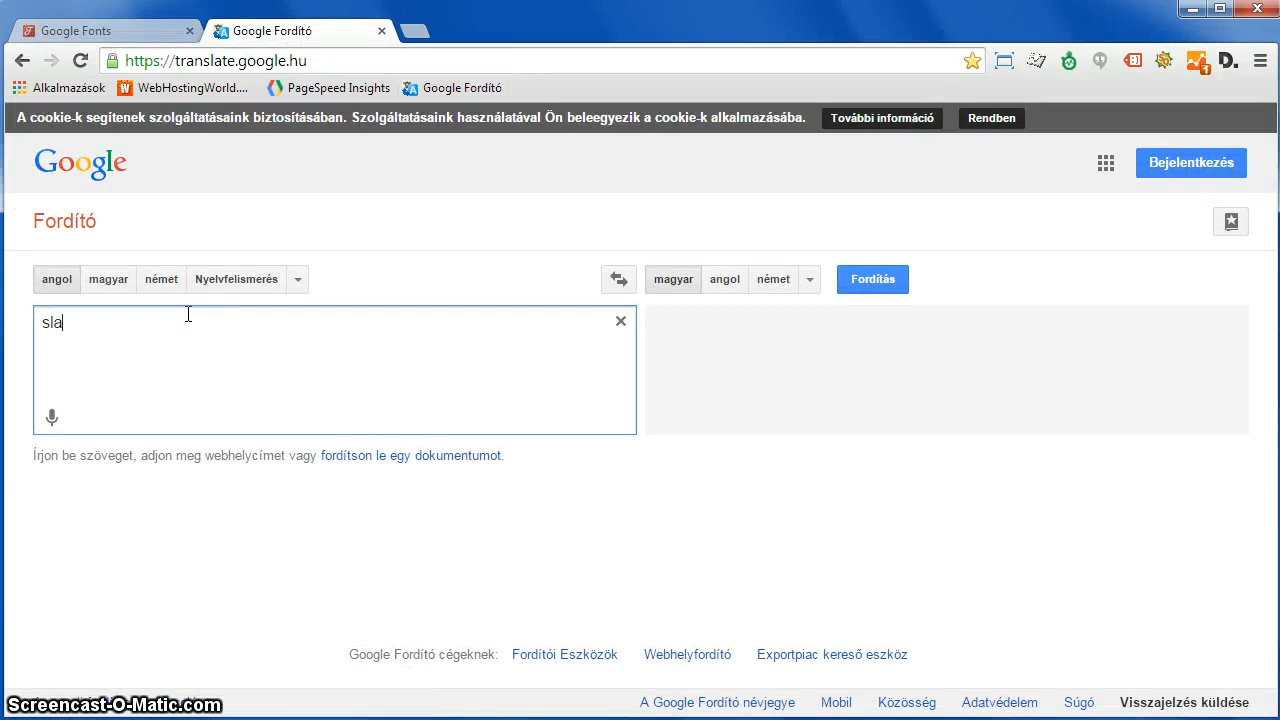 Google Fonts
Google Fordító
https://translate.google.hu
Alkalmazások
WebHostingWorld....
PageSpeed Insights
Google Fordító
A cookie-k segítenek szolgáltatásaink biztosításában. Szolgáltatásaink használatával Ön beleegyezik a cookie-k alkalmazásába.
További információ
Rendben
Google
Bejelentkezés
Fordító
angol magyar német Nyelvfelismerés
magyar angol német
Fordítás
sla
Írjon be szöveget, adjon meg webhelycímet vagy fordítson le egy dokumentumot.
Google Fordító cégeknek: Fordítói Eszközök Webhelyfordító Exportpiac kereső eszköz
A Google Fordító névjegye Mobil Közösség Adatvédelem Súgó Visszajelzés küldése
Screencast-O-Matic.com